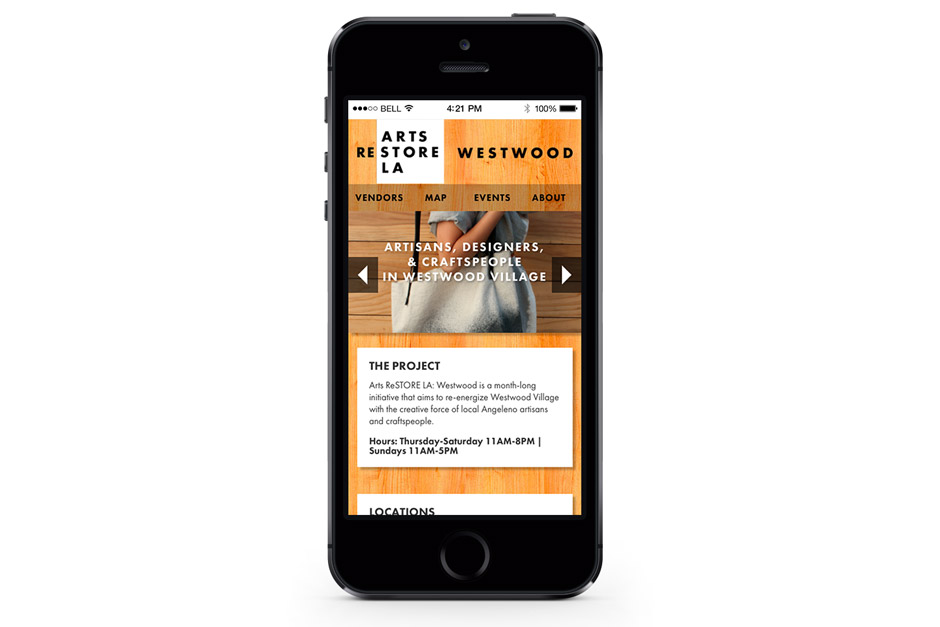 BELL 4:21 PM 100%
ARTS
RESTORE WESTWOOD
LA
VENDORS MAP EVENTS ABOUT
ARTISANS, DESIGNERS,
& CRAFTSPEOPLE
IN WESTWOOD VILLAGE
THE PROJECT
Arts ReSTORE LA: Westwood is a month-long
initiative that aims to re-energize Westwood Village
with the creative force of local Angeleno artisans
and craftspeople.
Hours: Thursday-Saturday 11AM-8PM |
Sundays 11AM-5PM
LOCATIONS